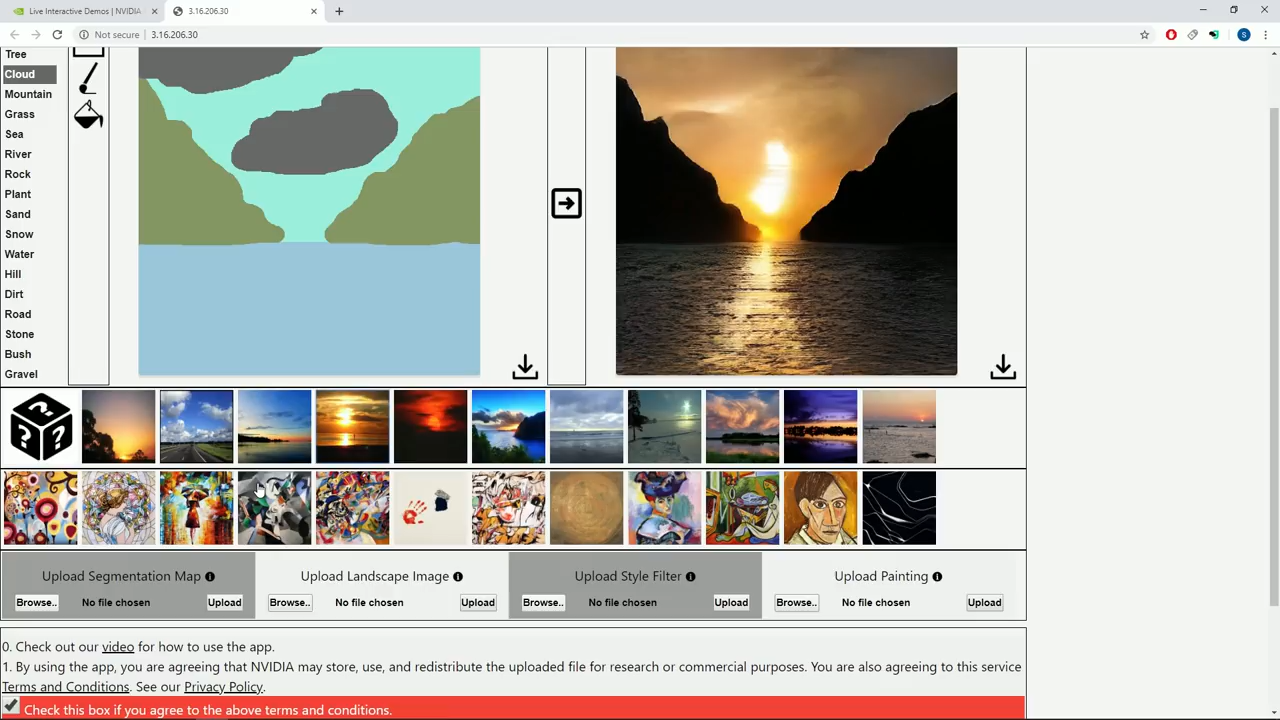 Live Interactive Demos | NVIDIA
3.16.206.30
Not secure
3.16.206.30
S
Tree
Cloud
Mountain
Grass
Sea
River
Rock
Plant
Sand
Snow
Water
Hill
Dirt
Road
Stone
Bush
Gravel
? ? ?
Upload Segmentation Map
Browse.. No file chosen Upload
Upload Landscape Image
Browse.. No file chosen Upload
Upload Style Filter
Browse.. No file chosen Upload
Upload Painting
Browse.. No file chosen Upload
0. Check out our video for how to use the app.
1. By using the app, you are agreeing that NVIDIA may store, use, and redistribute the uploaded file for research or commercial purposes. You are also agreeing to this service
Terms and Conditions. See our Privacy Policy.
Check this box if you agree to the above terms and conditions.